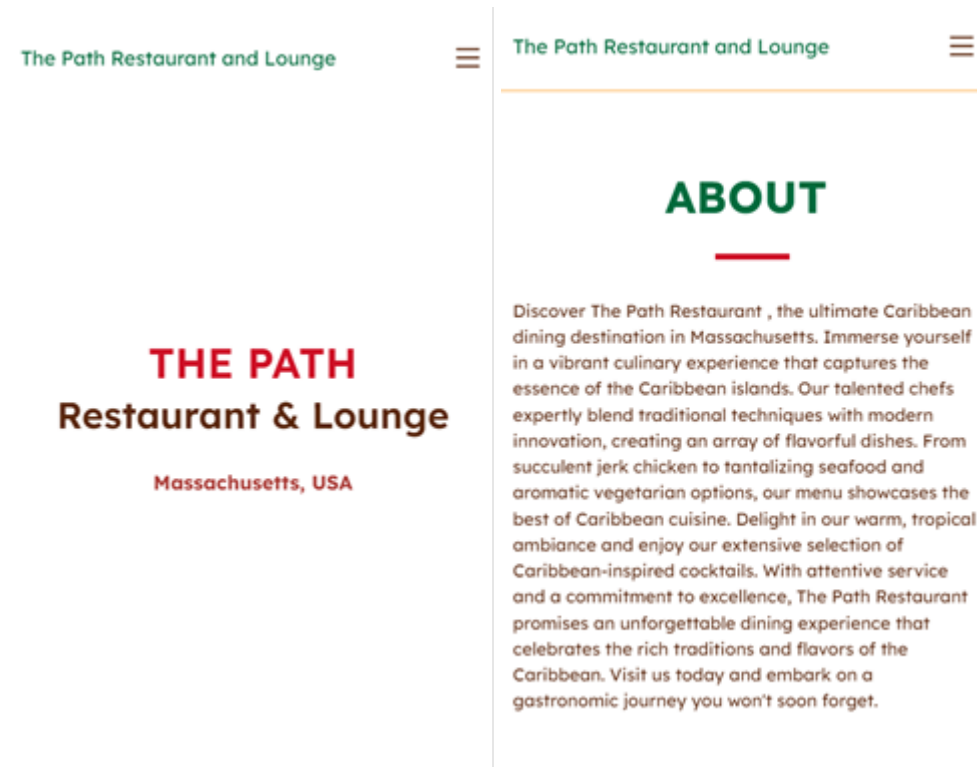 The Path Restaurant and Lounge
THE PATH
Restaurant & Lounge
Massachusetts, USA
The Path Restaurant and Lounge
ABOUT
Discover The Path Restaurant , the ultimate Caribbean
dining destination in Massachusetts. Immerse yourself
in a vibrant culinary experience that captures the
essence of the Caribbean islands. Our talented chefs
expertly blend traditional techniques with modern
innovation, creating an array of flavorful dishes. From
succulent jerk chicken to tantalizing seafood and
aromatic vegetarian options, our menu showcases the
best of Caribbean cuisine. Delight in our warm, tropical
ambiance and enjoy our extensive selection of
Caribbean-inspired cocktails. With attentive service
and a commitment to excellence, The Path Restaurant
promises an unforgettable dining experience that
celebrates the rich traditions and flavors of the
Caribbean. Visit us today and embark on a
gastronomic journey you won't soon forget.